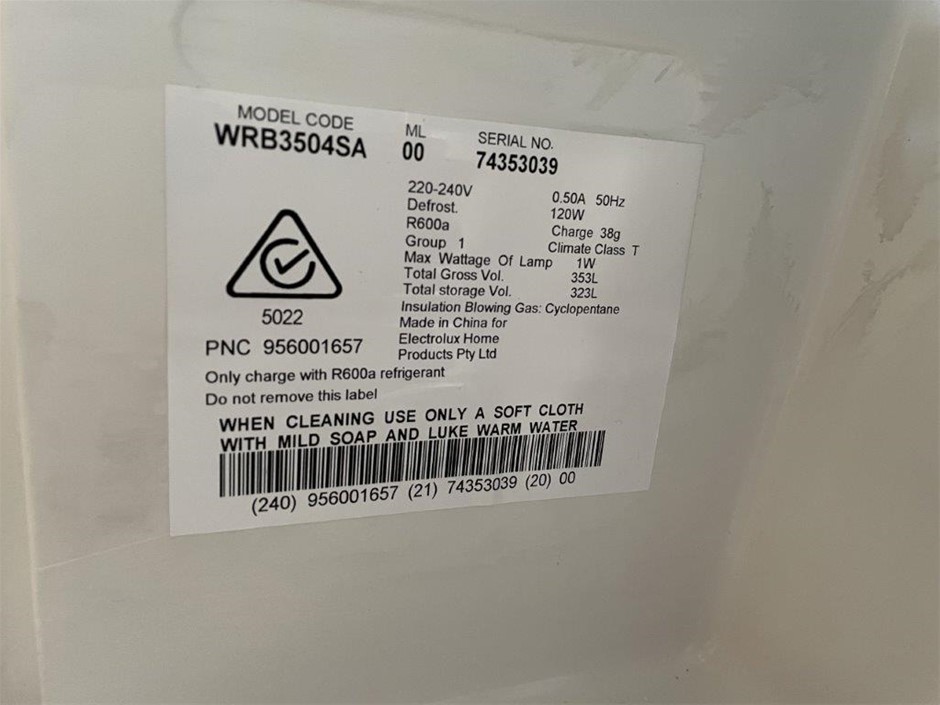 MODEL CODE
WRB3504SA
ML
00
SERIAL NO.
74353039
220-240V 0.50A 50Hz
Defrost. 120W
R600a Charge 38g
Group 1 Climate Class T
Max Wattage Of Lamp 1W
Total Gross Vol. 353L
Total storage Vol. 323L
Insulation Blowing Gas: Cyclopentane
Made in China for
Electrolux Home
Products Pty Ltd
5022
PNC 956001657
Only charge with R600a refrigerant
Do not remove this label
WHEN CLEANING USE ONLY A SOFT CLOTH
WITH MILD SOAP AND LUKE WARM WATER
(240) 956001657 (21) 74353039 (20) 00